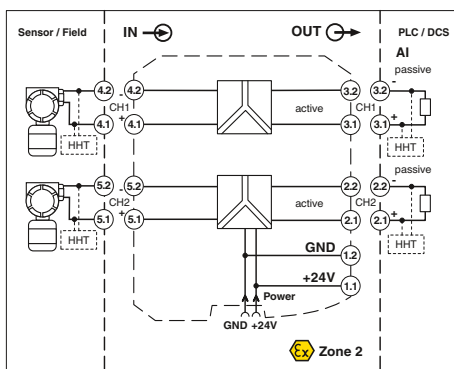 Sensor / Field
IN
OUT
PLC / DCS
AI
passive
4.2 - 4.2 3.2 3.2 -
CH1 CH1
4.1 + 4.1 active 3.1 3.1 +
HHT HHT
passive
5.2 - 5.2 2.2 2.2 -
CH2 CH2
5.1 + 5.1 active 2.1 2.1 +
HHT HHT
GND 1.2
+24V 1.1
Power
GND +24V
Ex Zone 2